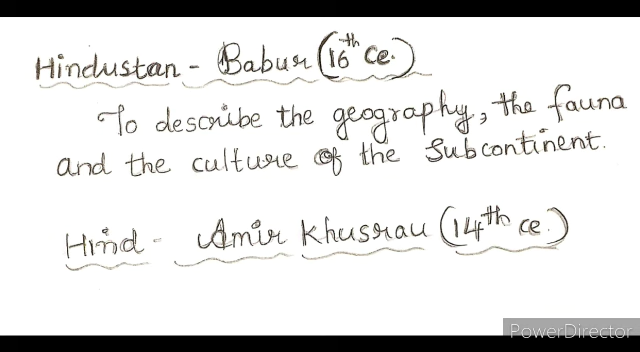 Hindustan - Babur (16th Ce.)
To describe the geography, the fauna
and the culture of the Subcontinent.
Hind - Amir Khusrau (14th ce.)
PowerDirector